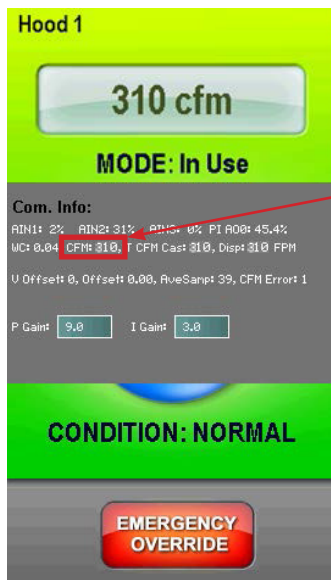 Hood 1
310 cfm
MODE: In Use
Com. Info:
AIN1: 2% AIN2: 31% AIN3: 0% PI AO0: 45.4%
WC: 0.04 CFM: 310, T CFM Cas: 310, Disp: 310 FPM
V Offset: 0, Offset: 0.00, AveSamp: 39, CFM Error: 1
P Gain: 9.0 I Gain: 3.0
CONDITION: NORMAL
EMERGENCY
OVERRIDE